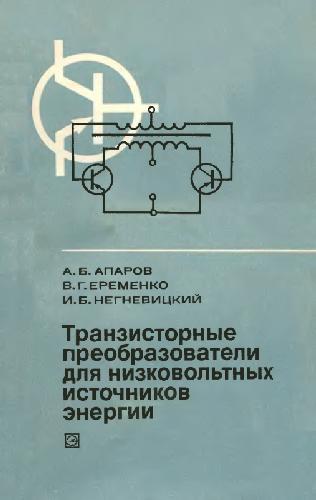 А. Б. АПАРОВ
В. Г. ЕРЕМЕНКО
И. Б. НЕГНЕВИЦКИЙ
Транзисторные
преобразователи
для низковольтных
источников
энергии